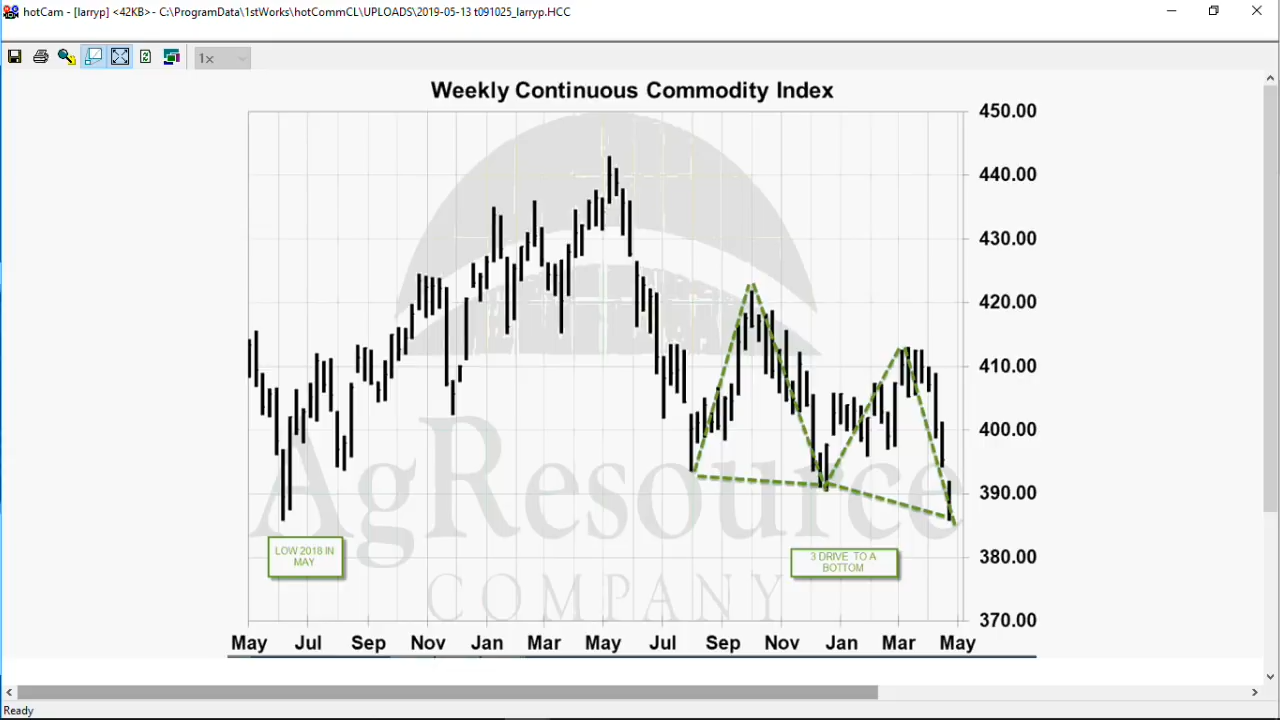 hotCam - [larryp] <42KB>- C:\ProgramData\1stWorks\hotCommCL\UPLOADS\2019-05-13 t091025_larryp.HCC
1x
Weekly Continuous Commodity Index
450.00
440.00
430.00
420.00
410.00
400.00
390.00
380.00
370.00
AgResource
COMPANY
LOW 2018 IN
MAY
3 DRIVE TO A
BOTTOM
May Jul Sep Nov Jan Mar May Jul Sep Nov Jan Mar May
Ready